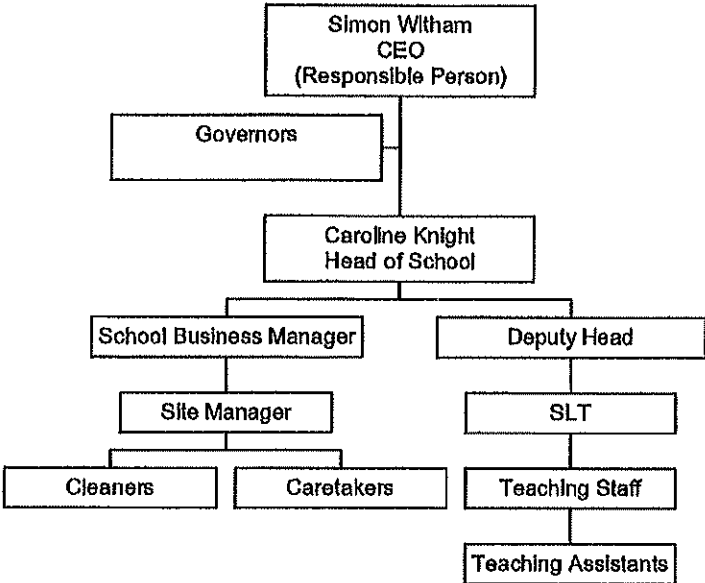 Simon Witham
CEO
(Responsible Person)
Governors
Caroline Knight
Head of School
School Business Manager
Deputy Head
Site Manager
SLT
Cleaners
Caretakers
Teaching Staff
Teaching Assistants